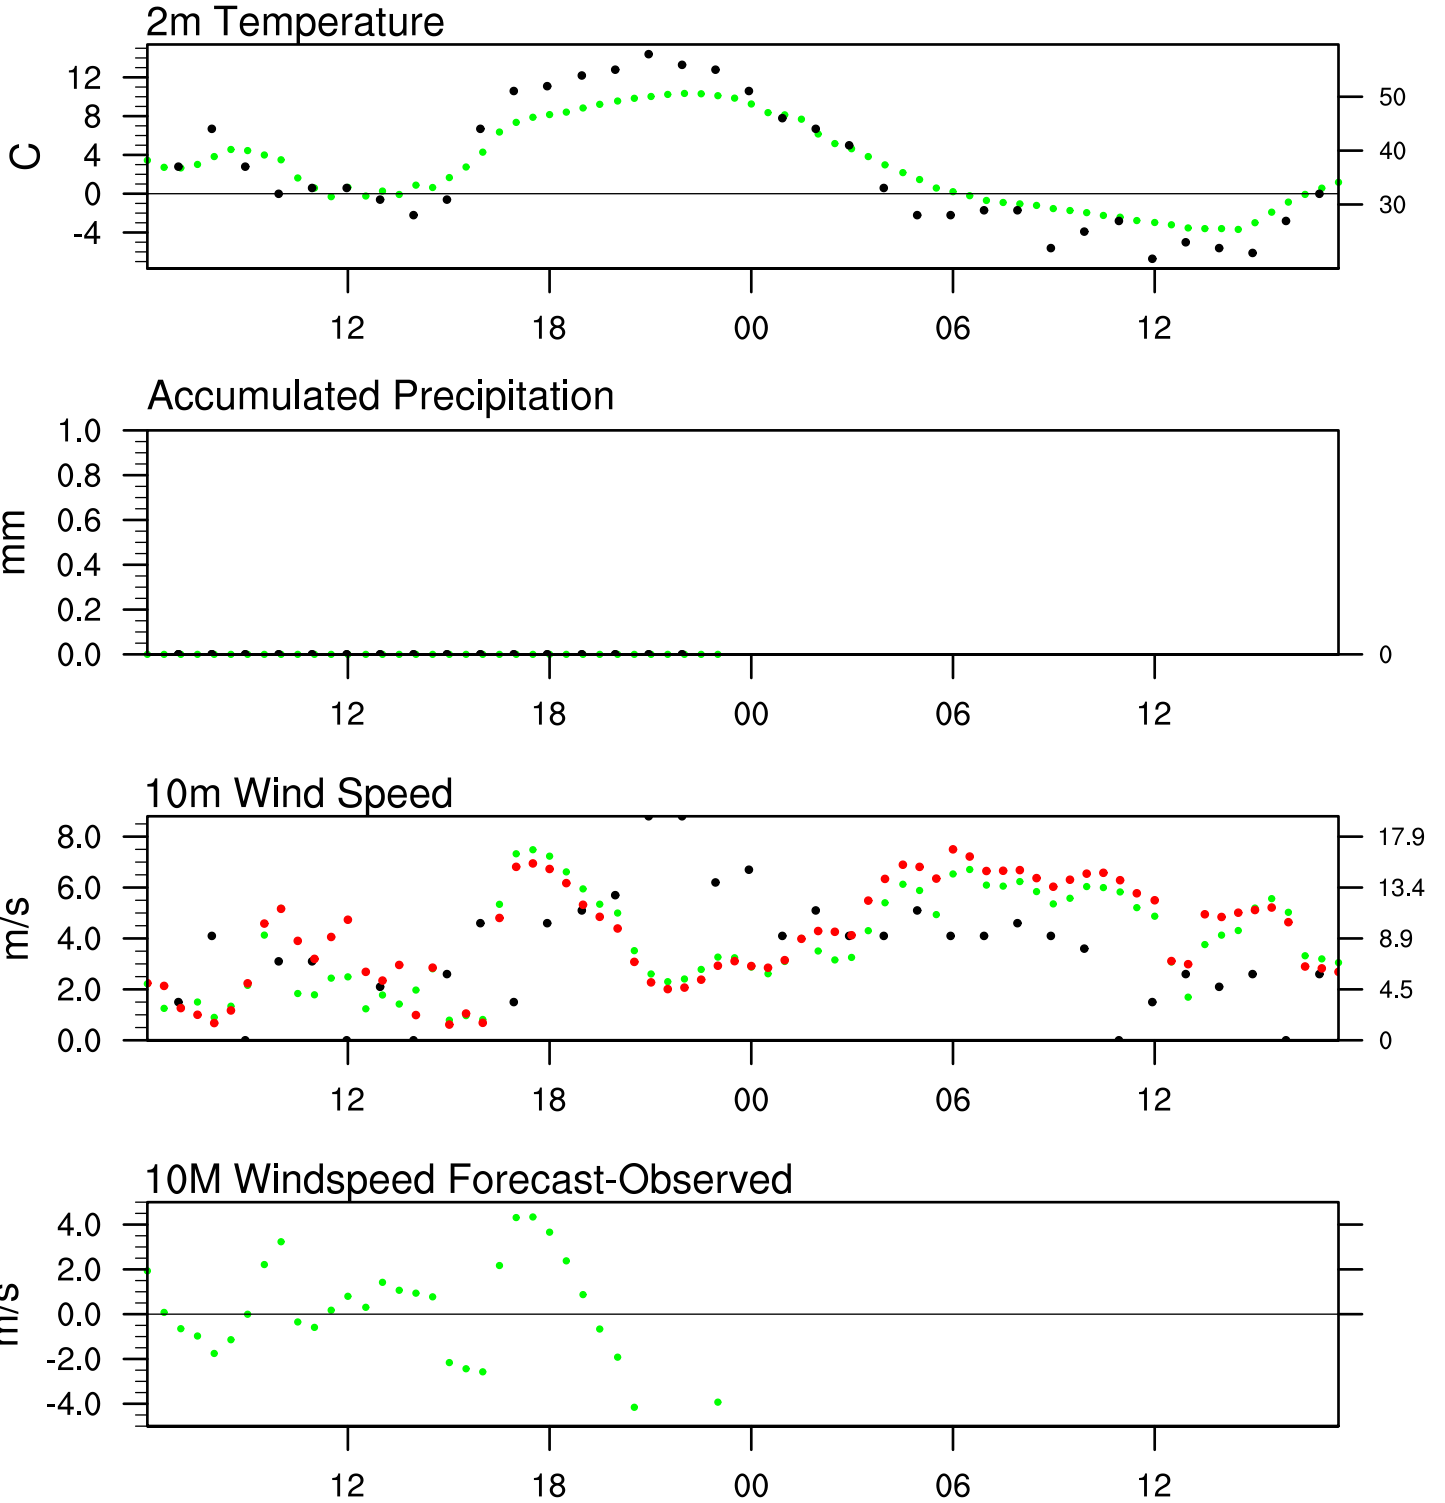 2m Temperature
12
8
4
0
-4
C
50
40
30
12 18 00 06 12
Accumulated Precipitation
1.0
0.8
0.6
0.4
0.2
0.0
mm
0
12 18 00 06 12
10m Wind Speed
8.0
6.0
4.0
2.0
0.0
m/s
17.9
13.4
8.9
4.5
0
12 18 00 06 12
10M Windspeed Forecast-Observed
4.0
2.0
0.0
-2.0
-4.0
m/s
12 18 00 06 12